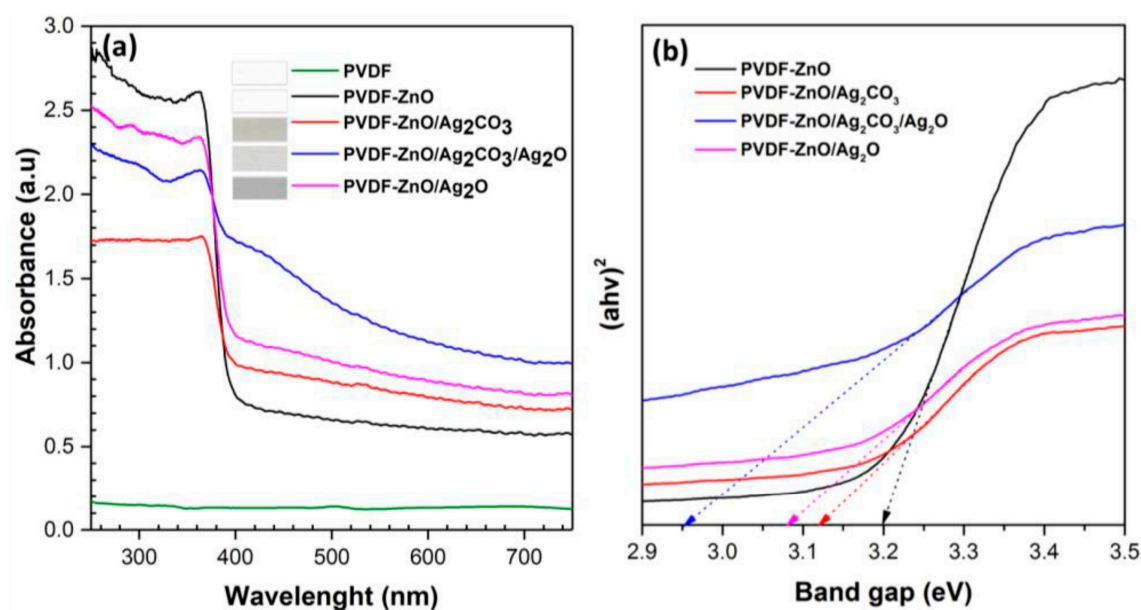 (a)
PVDF
PVDF-ZnO
PVDF-ZnO/Ag2CO3
PVDF-ZnO/Ag2CO3/Ag2O
PVDF-ZnO/Ag2O
3.0
2.5
2.0
1.5
1.0
0.5
0.0
Absorbance (a.u)
300 400 500 600 700
Wavelenght (nm)
(b)
PVDF-ZnO
PVDF-ZnO/Ag₂CO₃
PVDF-ZnO/Ag₂CO₃/Ag₂O
PVDF-ZnO/Ag₂O
(ahv)²
2.9 3.0 3.1 3.2 3.3 3.4 3.5
Band gap (eV)